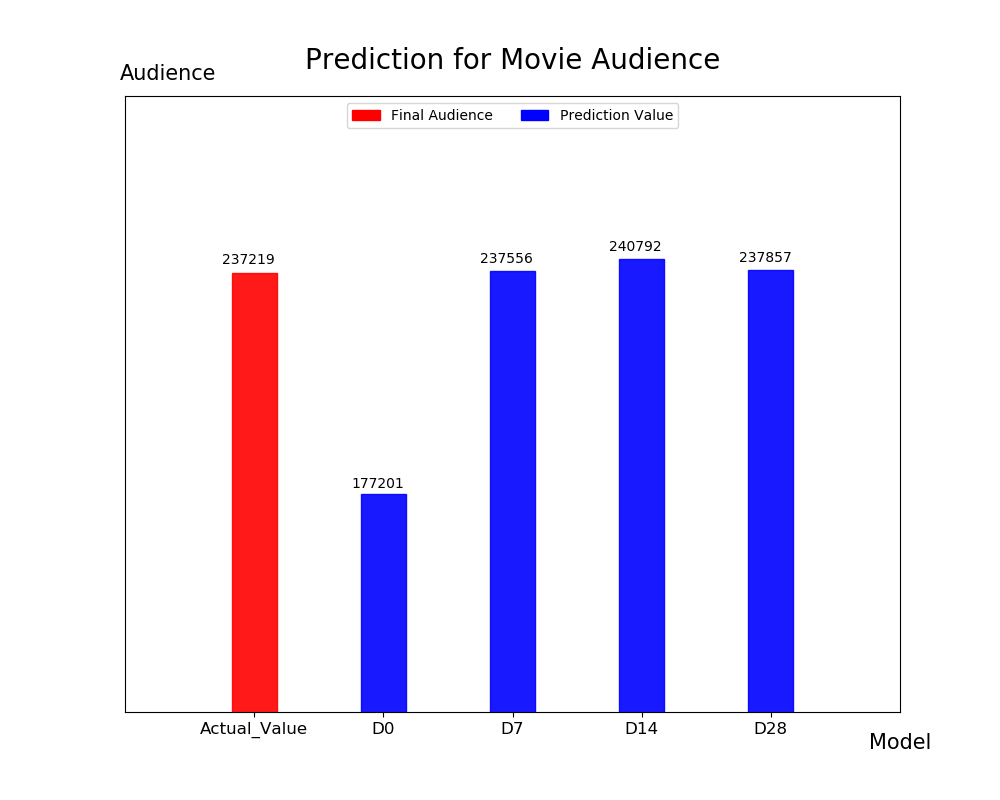 Prediction for Movie Audience
Audience
Final Audience
Prediction Value
237219
177201
237556
240792
237857
Actual_Value
D0
D7
D14
D28
Model